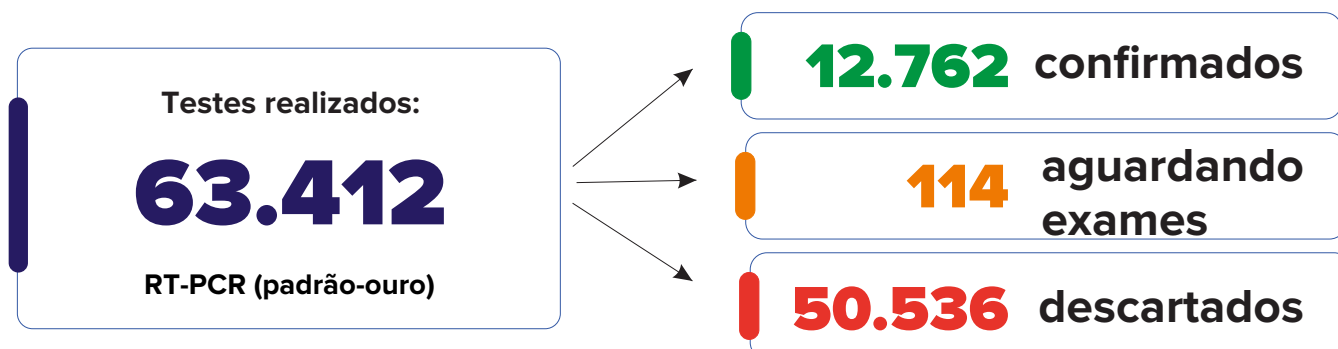 Testes realizados:
63.412
RT-PCR (padrão-ouro)
12.762 confirmados
114 aguardando
exames
50.536 descartados